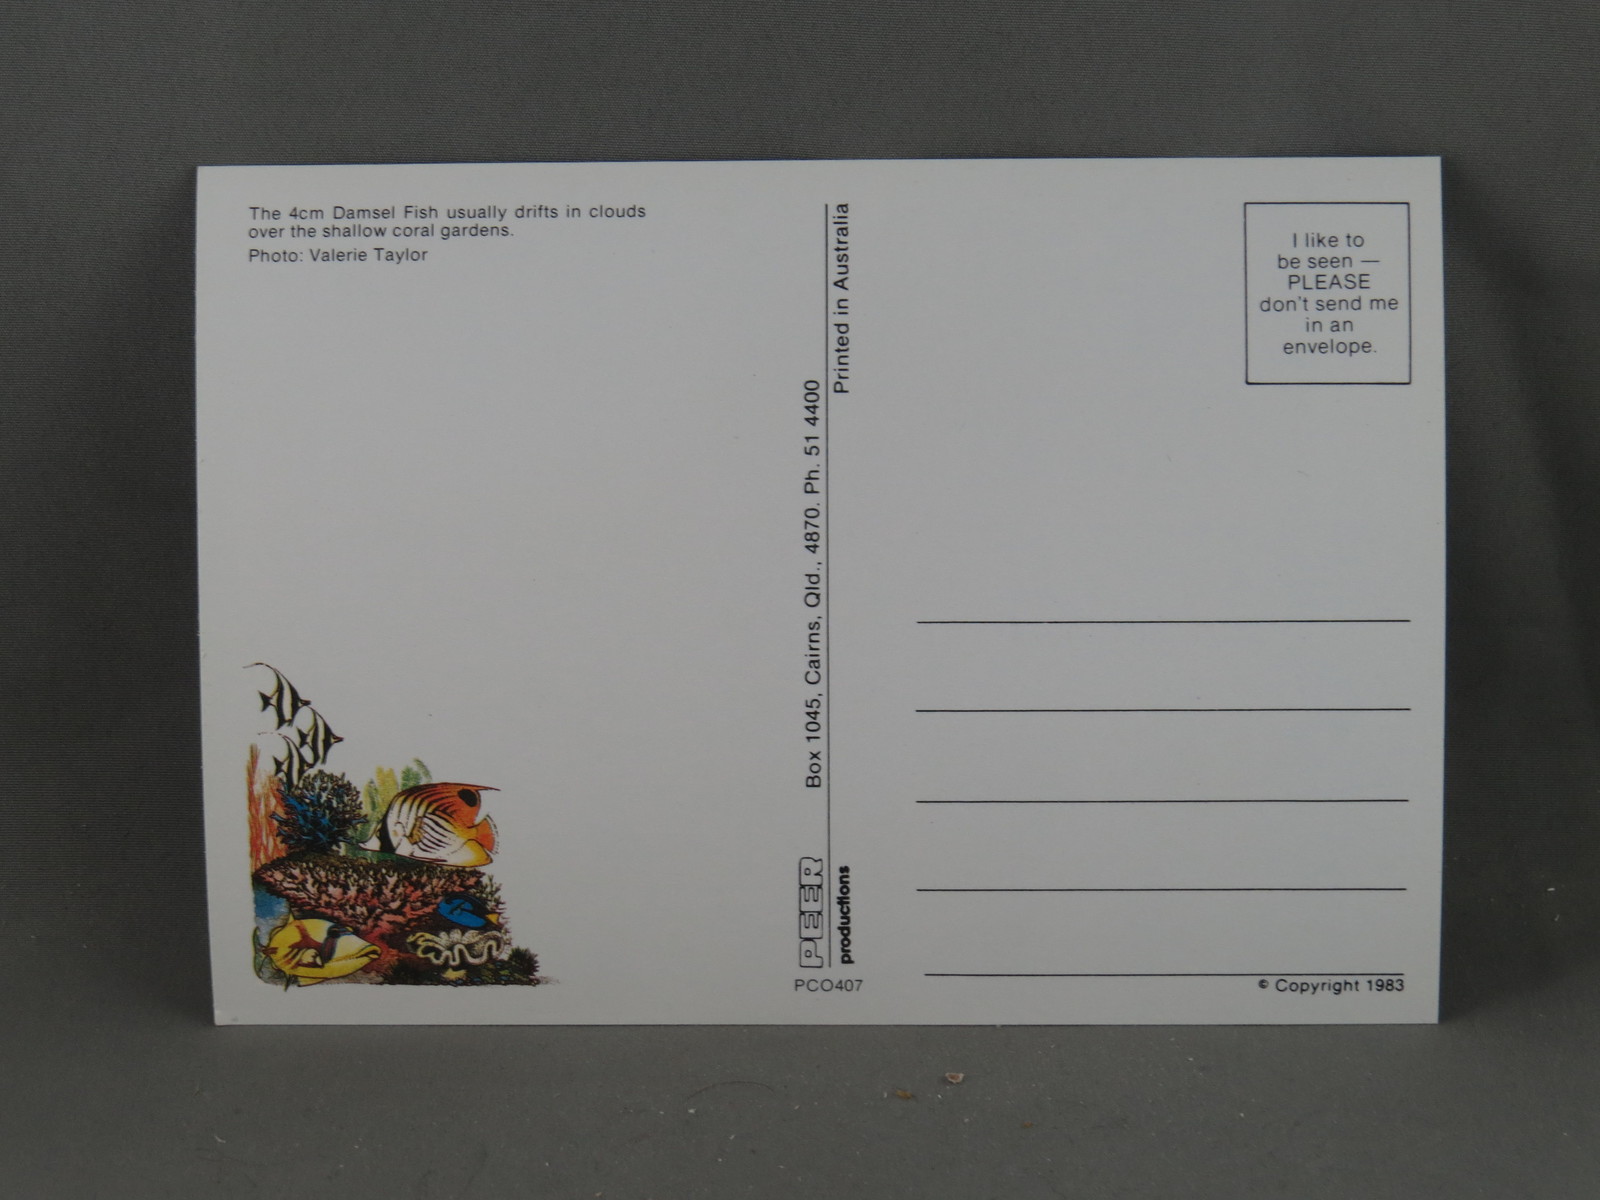 The 4cm Damsel Fish usually drifts in clouds
over the shallow coral gardens.
Photo: Valerie Taylor
PEER
productions
Box 1045, Cairns, Qld., 4870. Ph. 51 4400
Printed in Australia
PCO407
I like to
be seen —
PLEASE
don't send me
in an
envelope.
© Copyright 1983